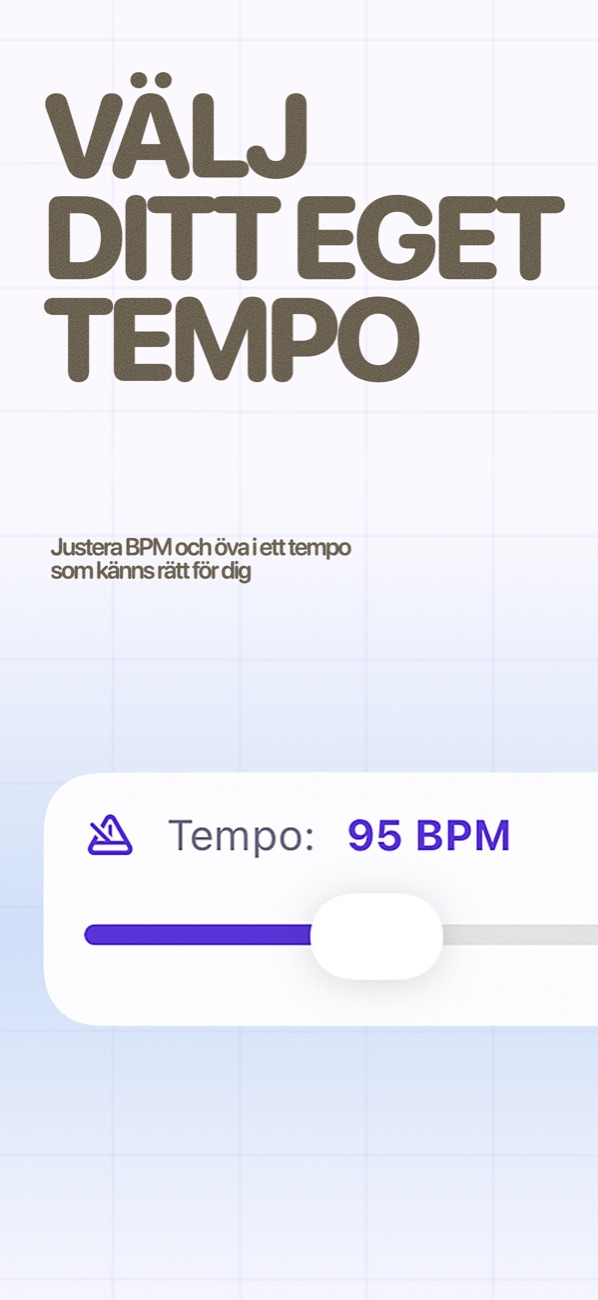 VÄLJ
DITT EGET
TEMPO
Justera BPM och öva i ett tempo
som känns rätt för dig
Tempo: 95 BPM